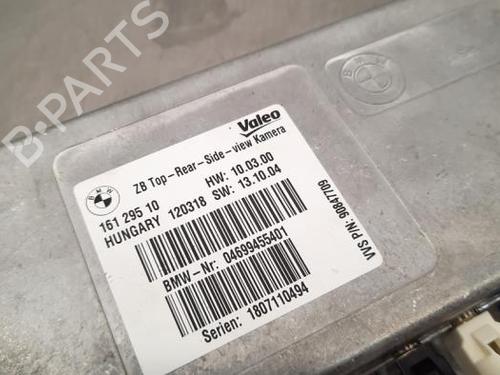 B-PARTS
Valeo
ZB Top-Rear-Side-view Kamera
BMW
161 295 10
HW: 10.03.00
HUNGARY 120318 SW: 13.10.04
BMW-Nr: 04699455401
Serien: 1807110494
VVS P/N: 90847709